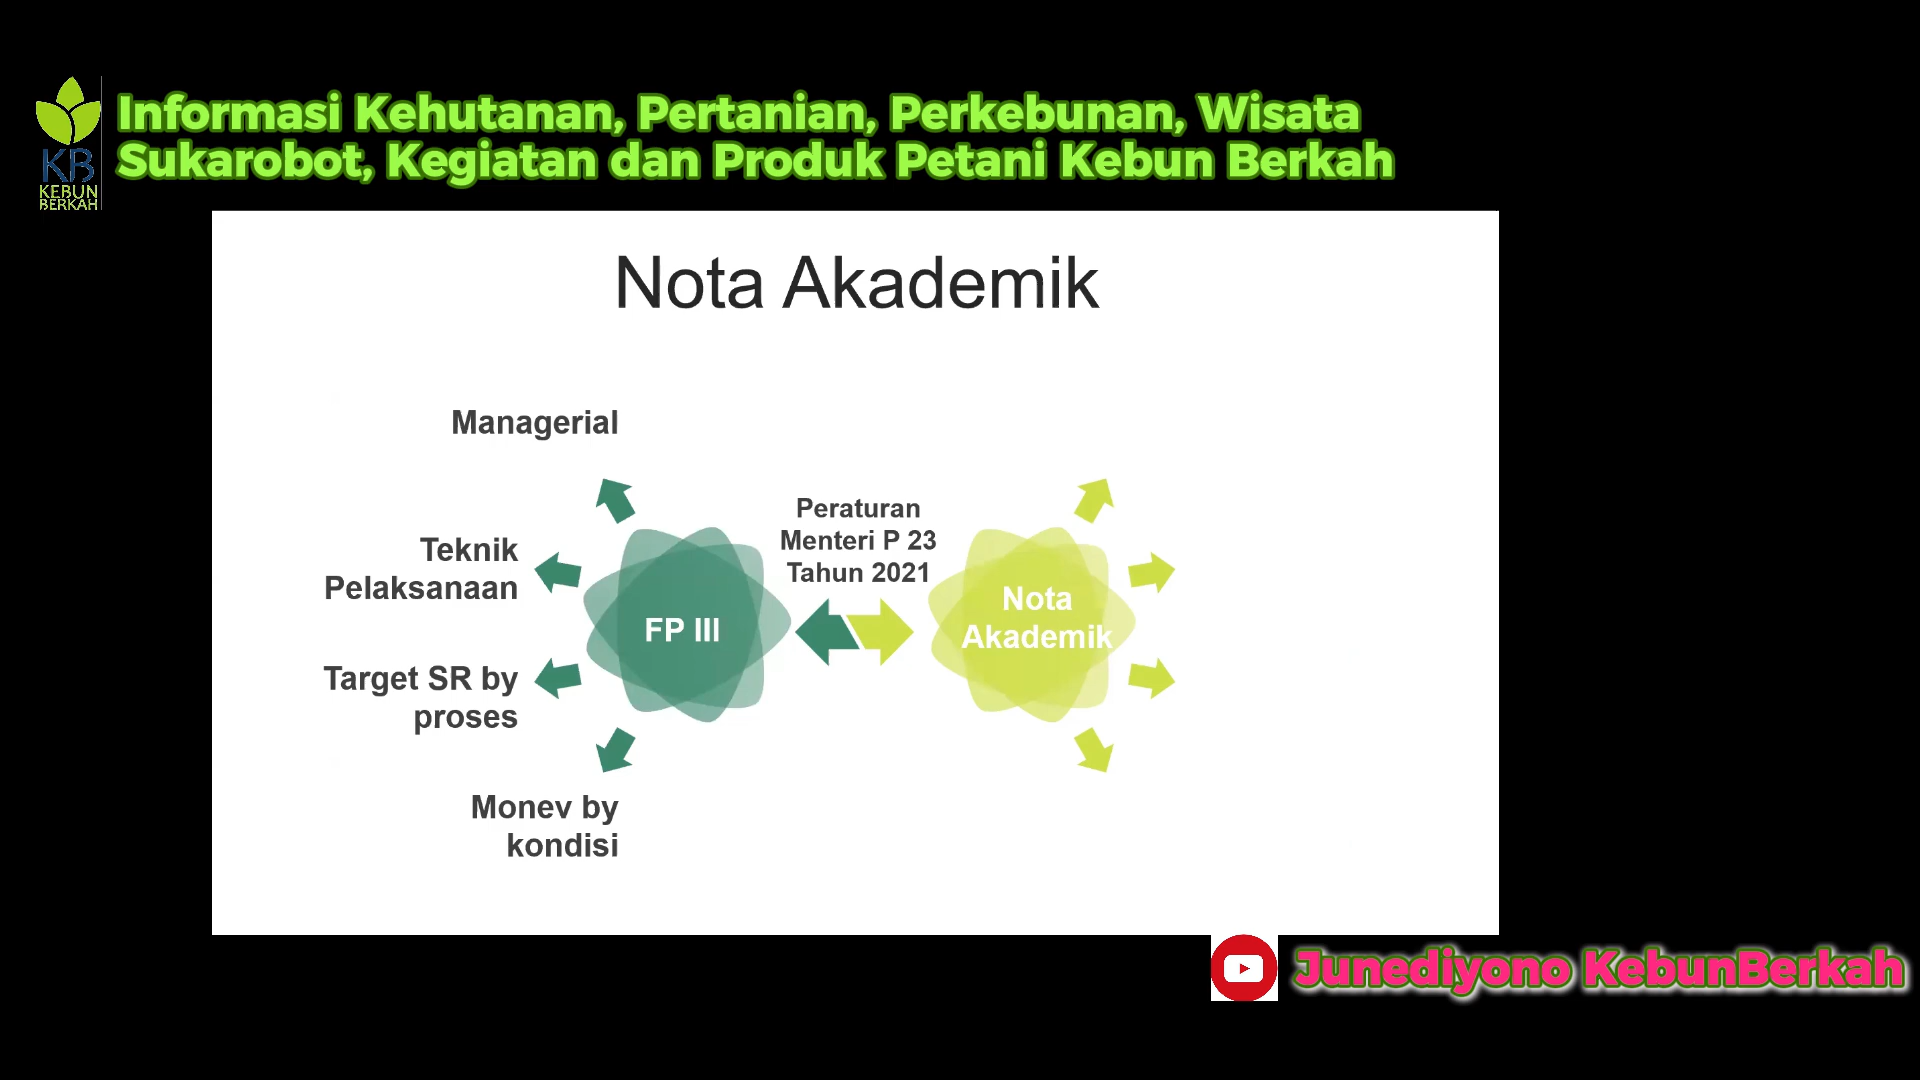 Informasi Kehutanan, Pertanian, Perkebunan, Wisata
Sukarobot, Kegiatan dan Produk Petani Kebun Berkah
KB
KEBUN
BERKAH
Nota Akademik
Managerial
Teknik
Pelaksanaan
Target SR by
proses
Monev by
kondisi
FP III
Peraturan
Menteri P 23
Tahun 2021
Nota
Akademik
Junediyono KebunBerkah